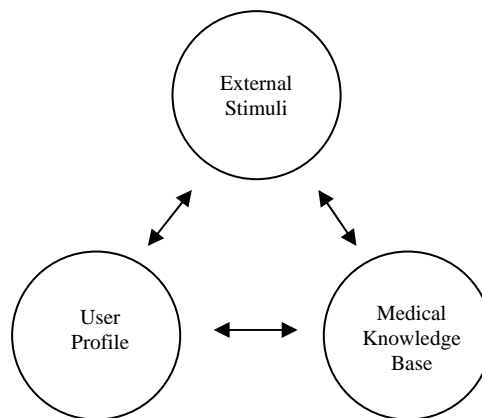 External
Stimuli
User
Profile
Medical
Knowledge
Base